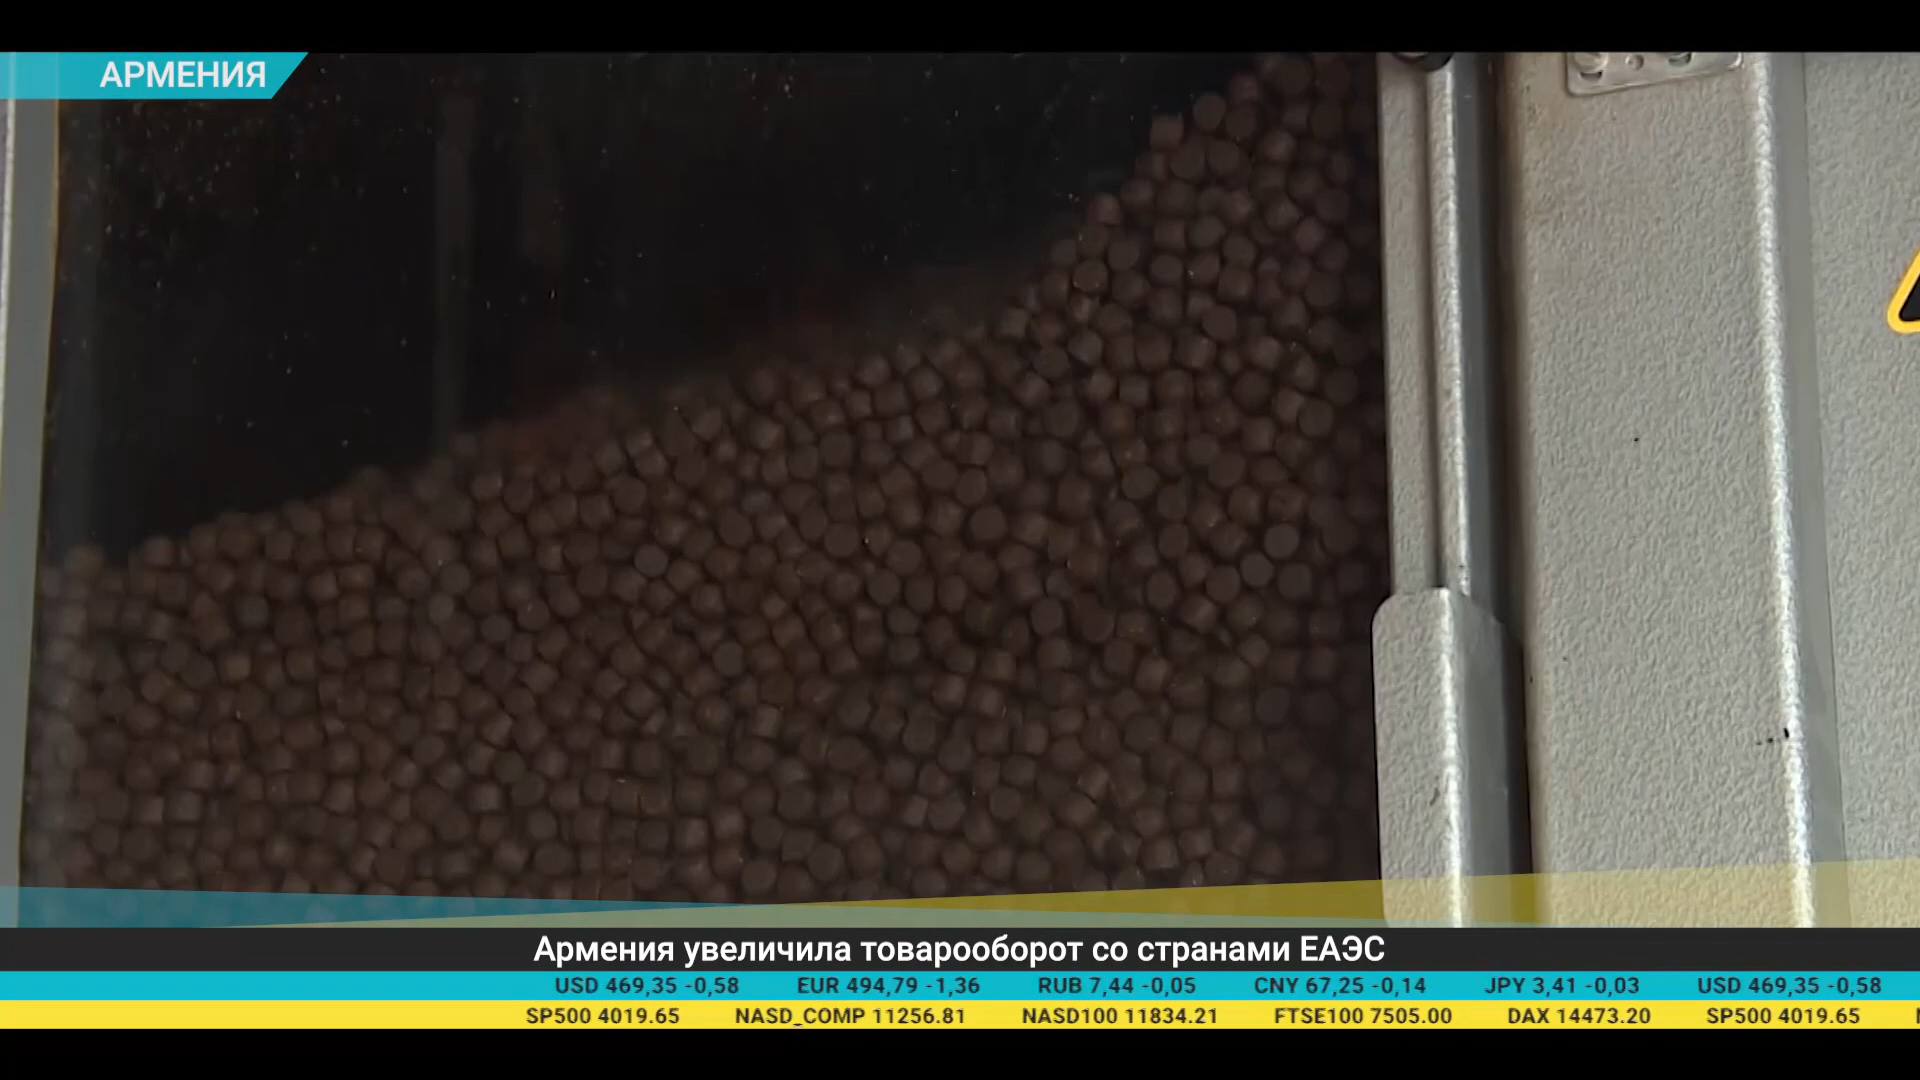 АРМЕНИЯ
Армения увеличила товарооборот со странами ЕАЭС
USD 469,35 -0,58 EUR 494,79 -1,36 RUB 7,44 -0,05 CNY 67,25 -0,14 JPY 3,41 -0,03 USD 469,35 -0,58
SP500 4019.65 NASD_COMP 11256.81 NASD100 11834.21 FTSE100 7505.00 DAX 14473.20 SP500 4019.65